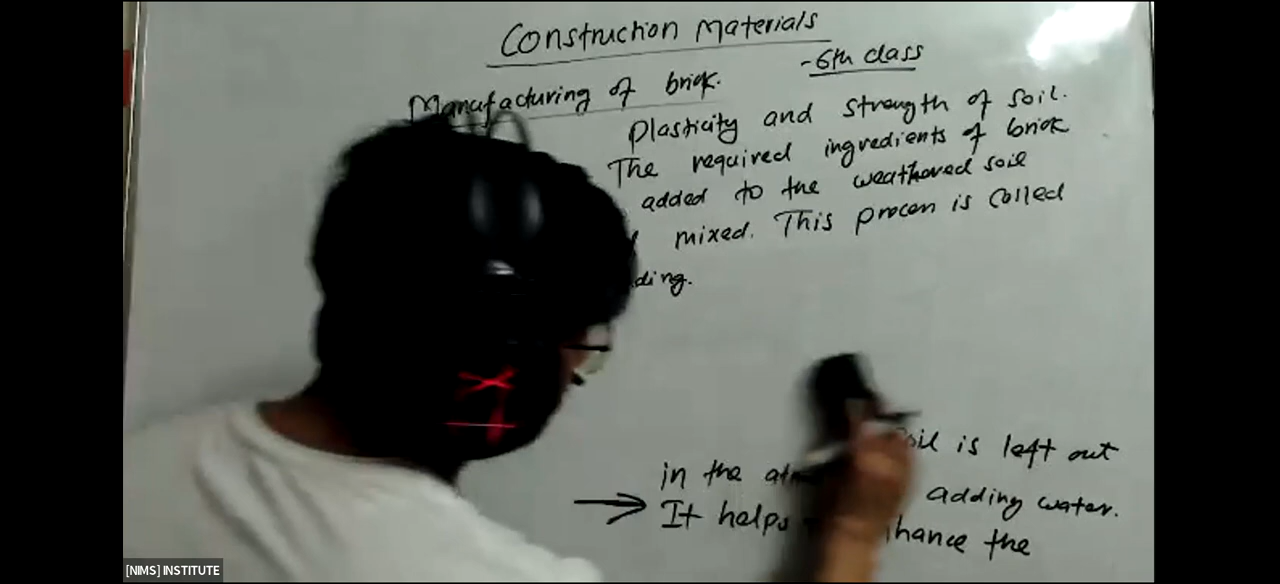 Construction Materials
-6th class
Manufacturing of brick.
Plasticity and strength of soil.
The required ingredients of brick
added to the weathered soil
mixed. This process is called
ding.
soil is left out
in the adding water.
It helps hance the
[NIMS] INSTITUTE